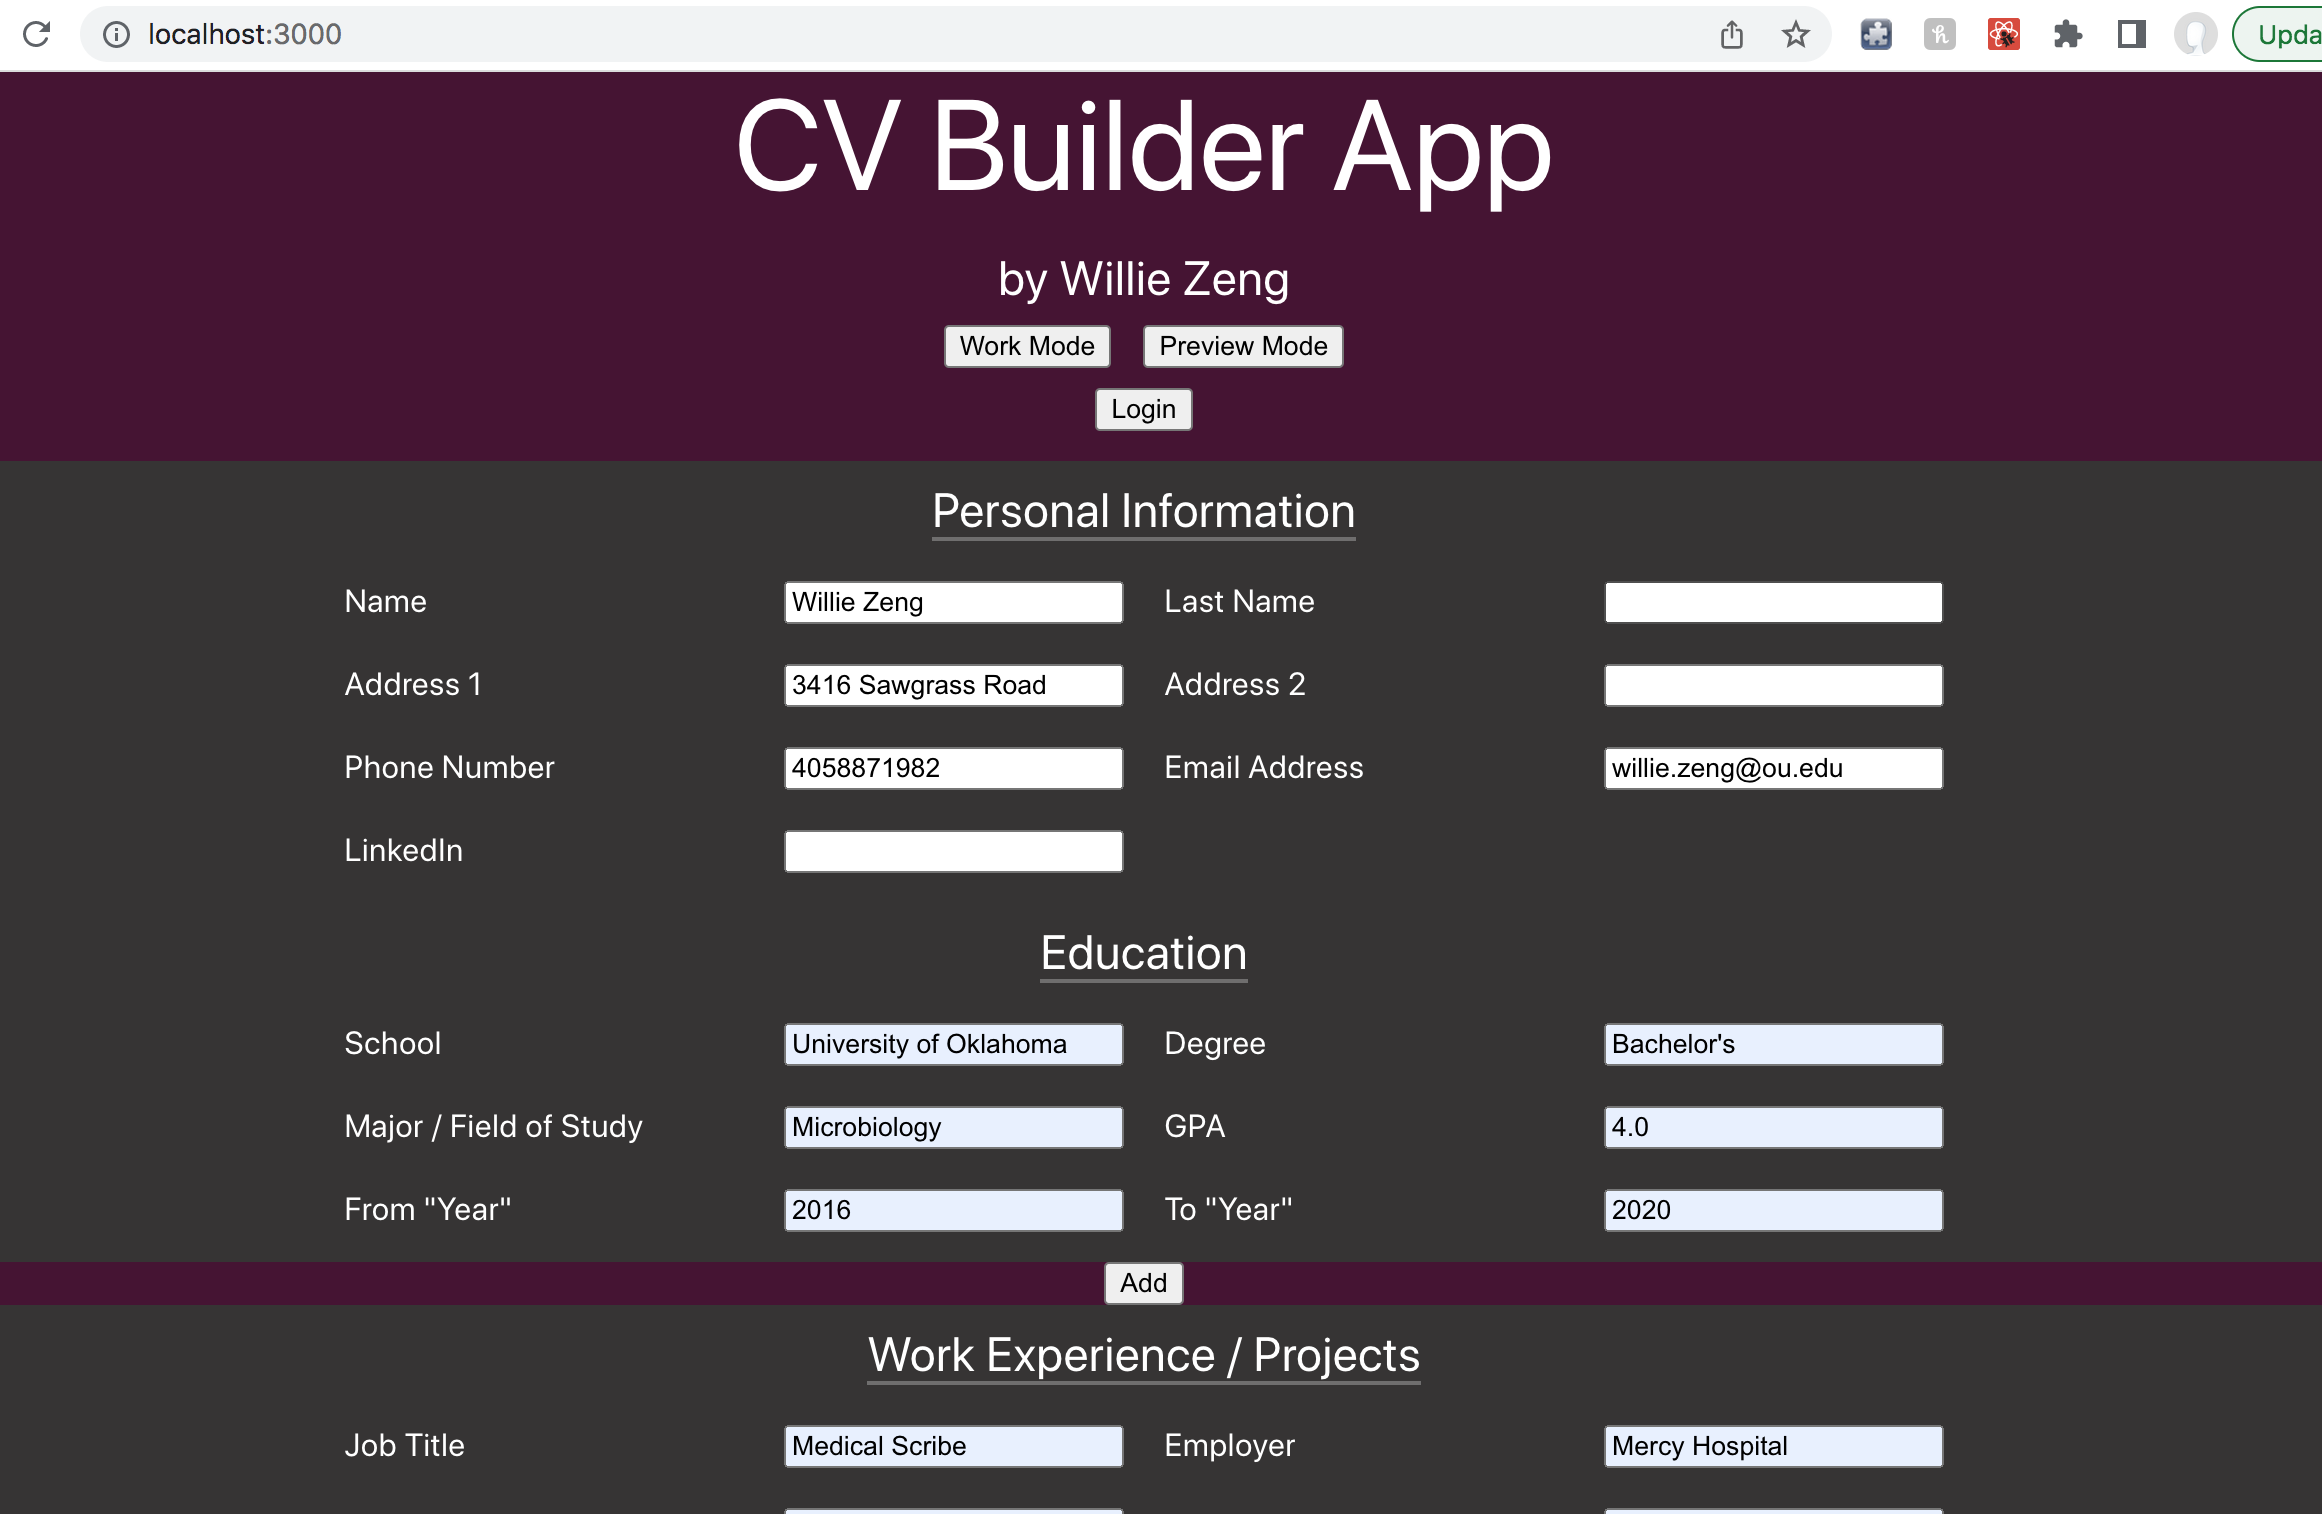 localhost:3000
Upda
CV Builder App
by Willie Zeng
Work Mode Preview Mode
Login
Personal Information
Name Willie Zeng Last Name
Address 1 3416 Sawgrass Road Address 2
Phone Number 4058871982 Email Address willie.zeng@ou.edu
LinkedIn
Education
School University of Oklahoma Degree Bachelor's
Major / Field of Study Microbiology GPA 4.0
From "Year" 2016 To "Year" 2020
Add
Work Experience / Projects
Job Title Medical Scribe Employer Mercy Hospital